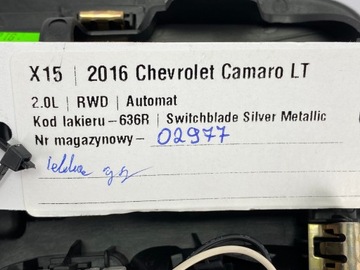 X15 | 2016 Chevrolet Camaro LT
2.0L | RWD | Automat
Kod lakieru – 636R | Switchblade Silver Metallic
Nr magazynowy- 02977